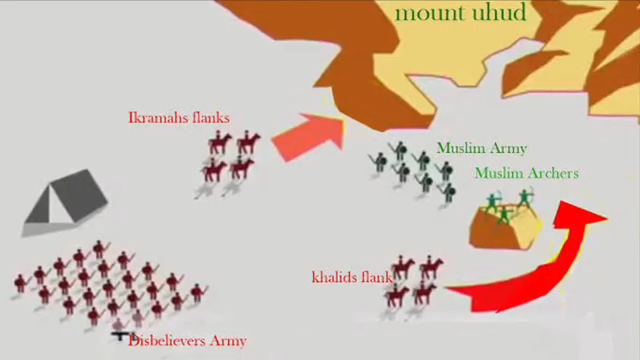 mount uhud
Ikramahs flanks
Muslim Army
Muslim Archers
khalids flank
Disbelievers Army